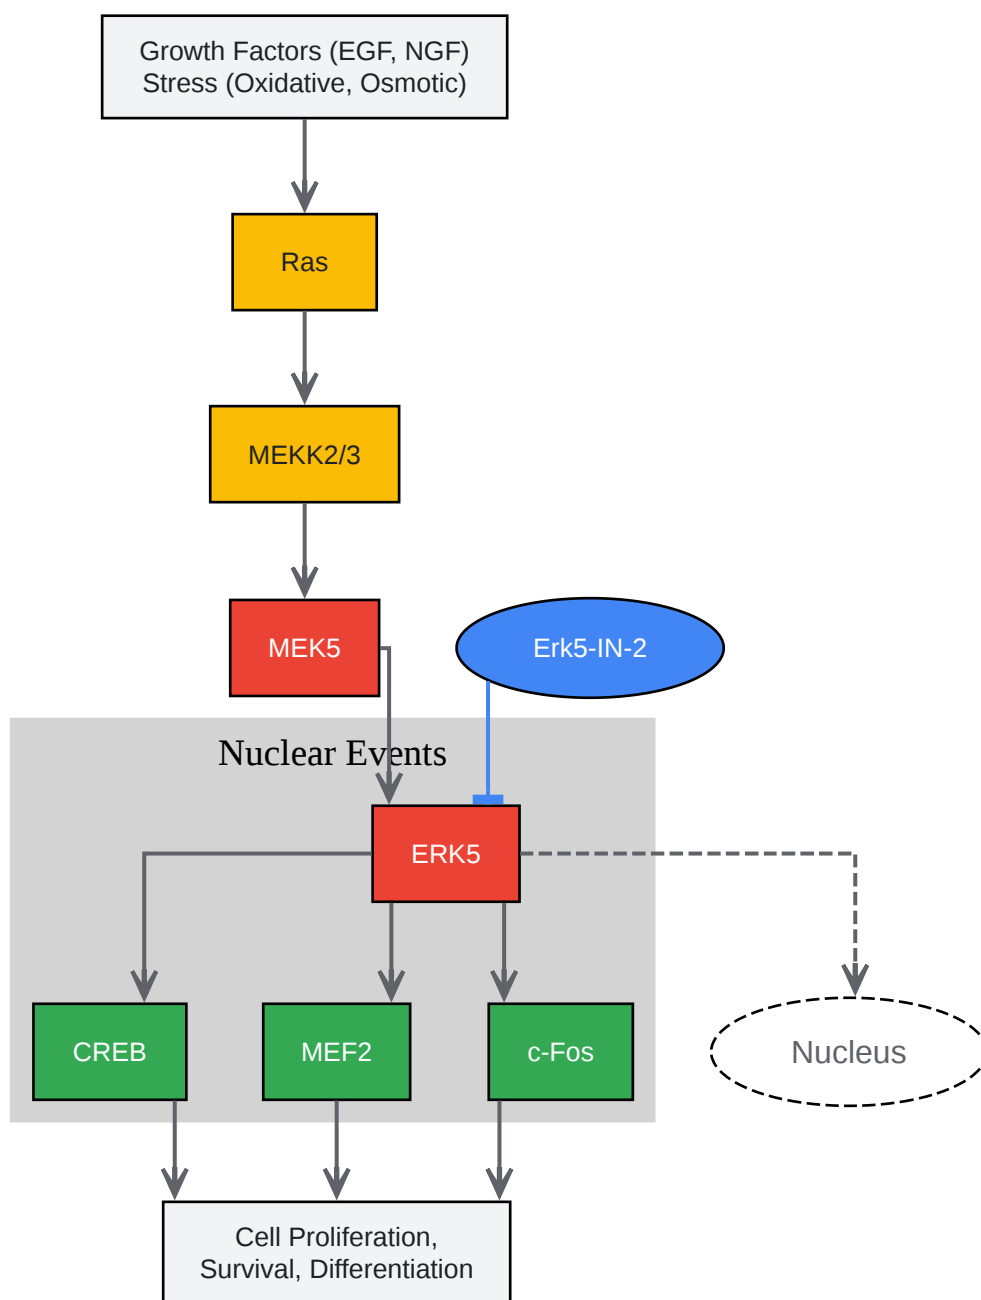 Growth Factors (EGF, NGF)
Stress (Oxidative, Osmotic)
Ras
MEKK2/3
MEK5
Erk5-IN-2
Nuclear Events
ERK5
CREB
MEF2
c-Fos
Nucleus
Cell Proliferation,
Survival, Differentiation